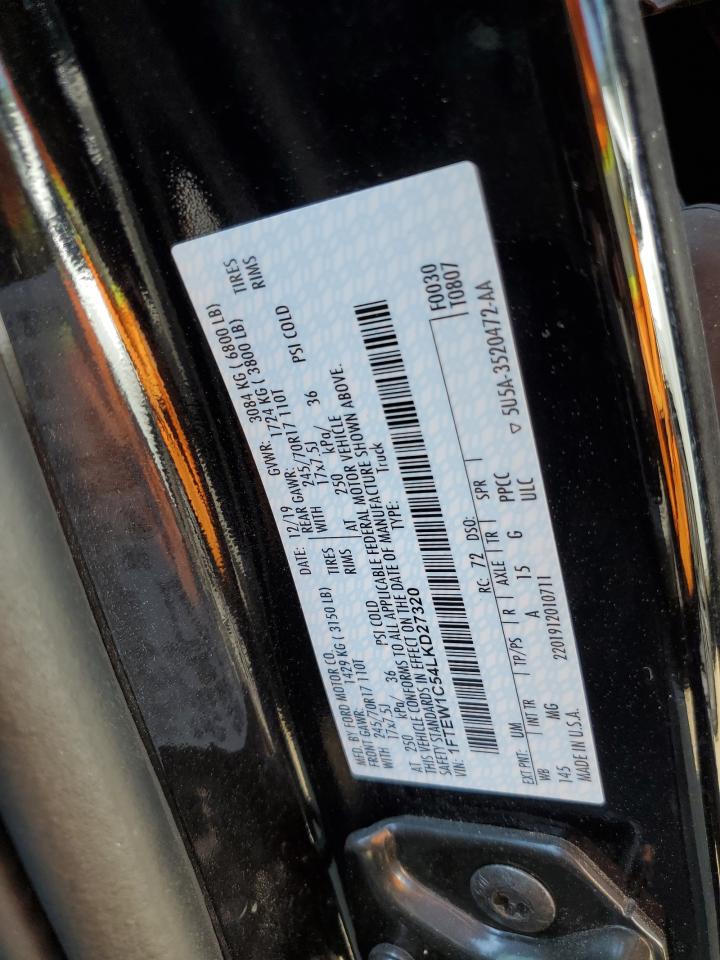 MFD. BY FORD MOTOR CO. DATE: 12/19 GVWR: 3084 KG ( 6800 LB)
FRONT GAWR: 1429 KG ( 3150 LB) REAR GAWR: 1724 KG ( 3800 LB)
WITH 245/70R17 110T TIRES WITH 245/70R17 110T TIRES
17x7.5J RIMS 17x7.5J RIMS
AT 250 kPa/ 36 PSI COLD AT 250 kPa/ 36 PSI COLD
THIS VEHICLE CONFORMS TO ALL APPLICABLE FEDERAL MOTOR VEHICLE
SAFETY STANDARDS IN EFFECT ON THE DATE OF MANUFACTURE SHOWN ABOVE.
VIN: 1FTEW1C54LKD27320 TYPE: Truck
F0030
T0807
EXT PNT: UM RC: 72 DSO:
WB INT TR TP/PS R AXLE TR SPR
145 MG A 15 G PPCC
2201912010711 ULC
MADE IN U.S.A. ▽ 5U5A-3520472-AA